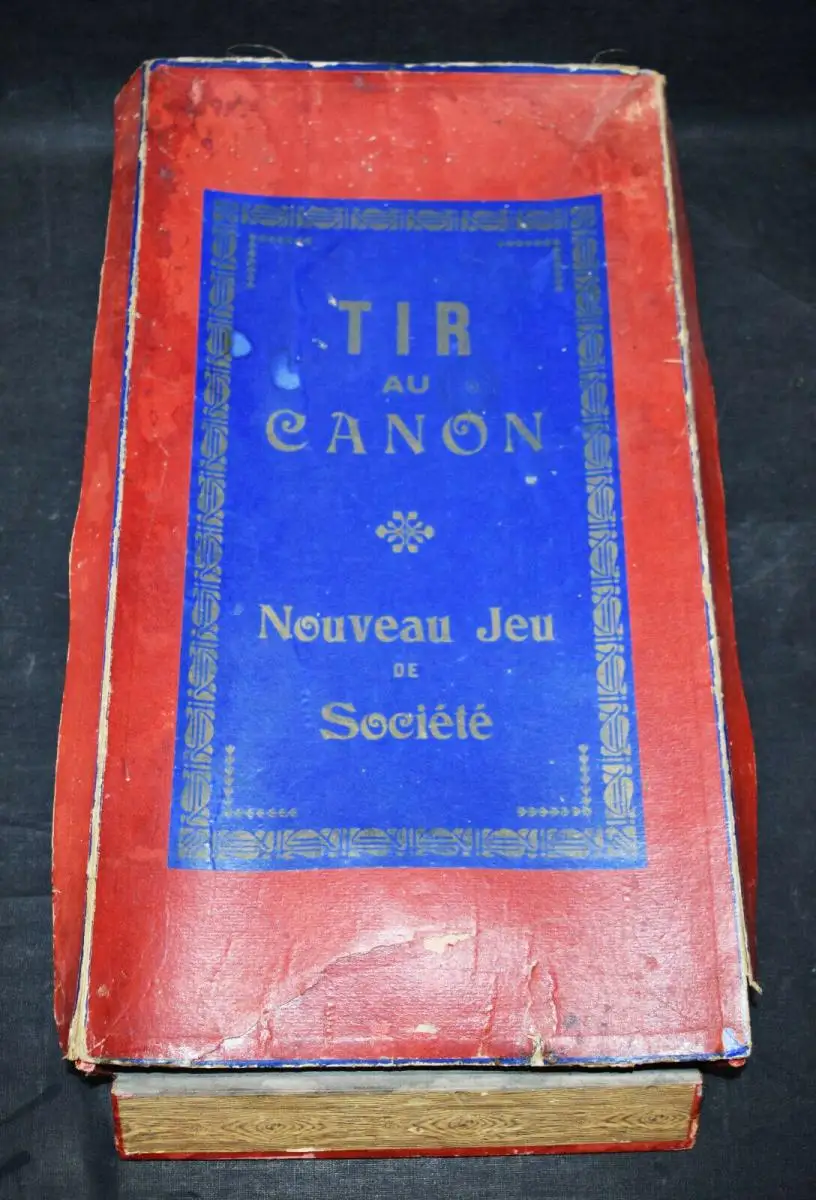 TIR
AU
CANON
Nouveau Jeu
DE
Société